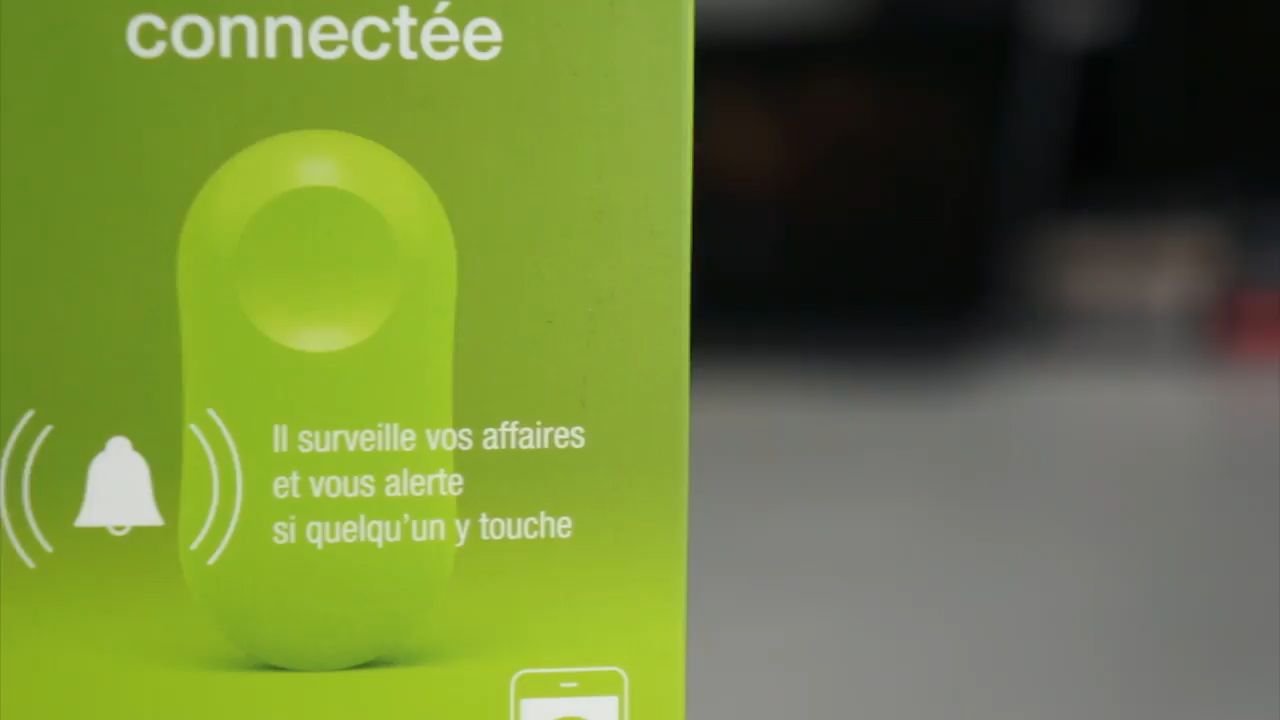 connectée
Il surveille vos affaires
et vous alerte
si quelqu'un y touche